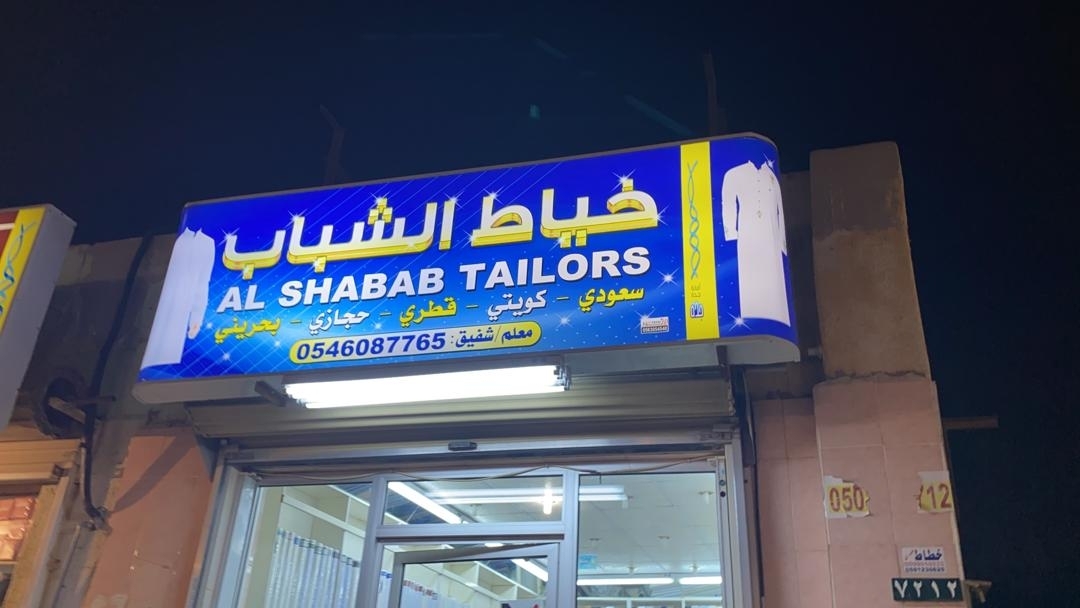 خياط الشباب
AL SHABAB TAILORS
سعودي - كويتي - قطري - حجازي - بحريني
معلم/شفيق: 0546087765
050
12
خطاط
٧٢١٢